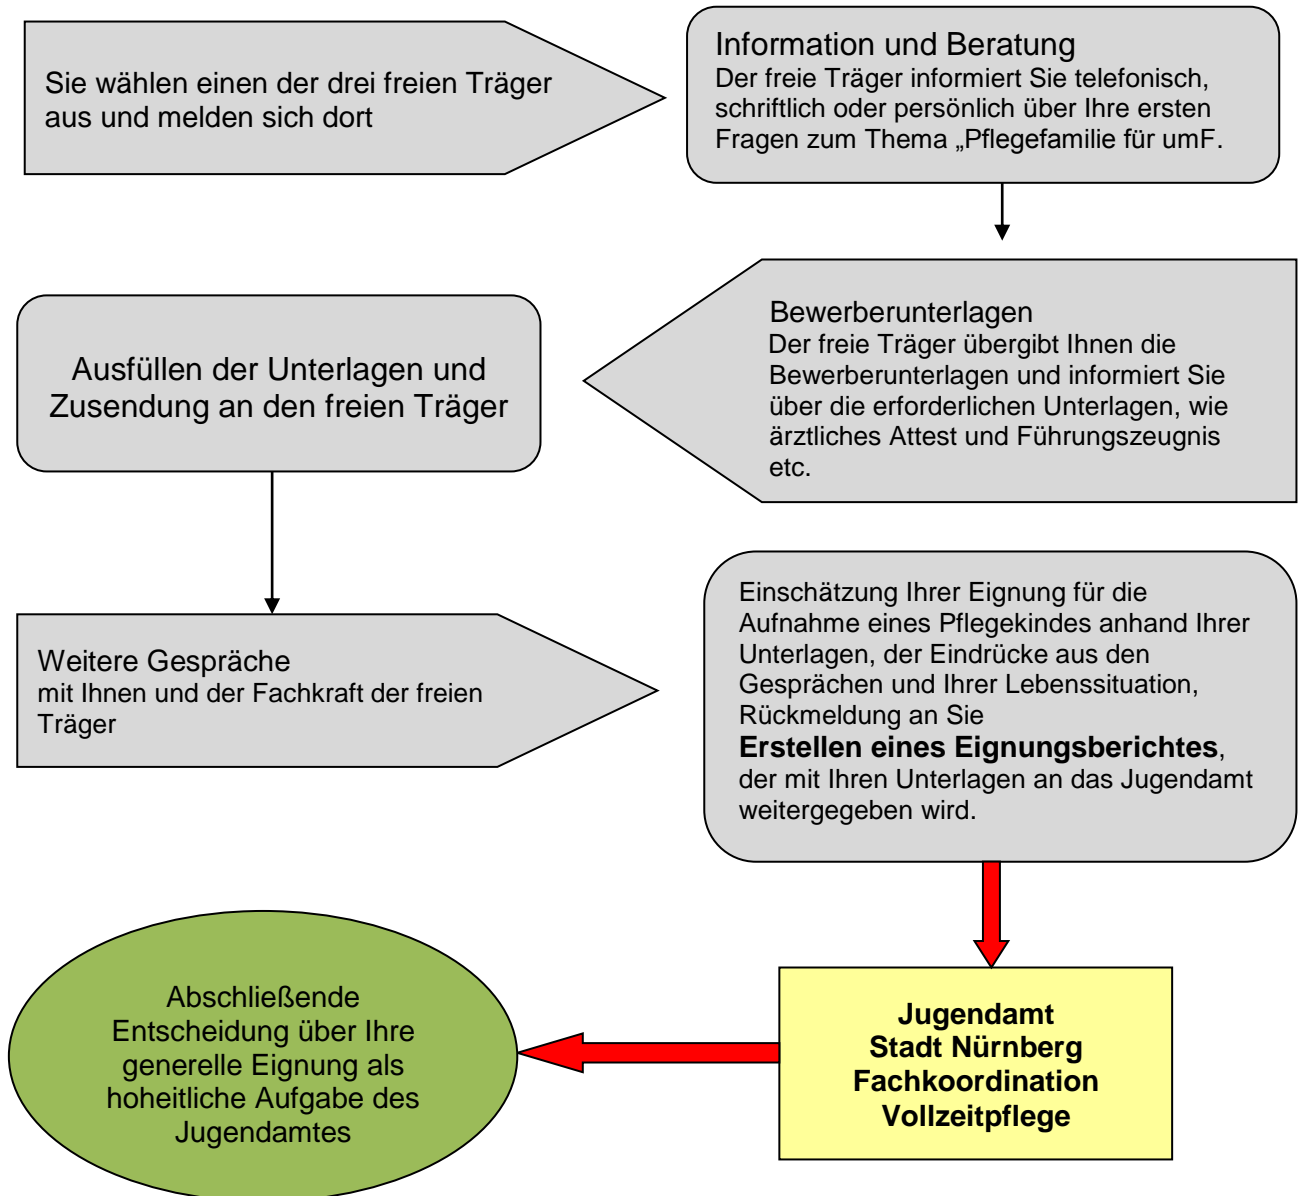 Sie wählen einen der drei freien Träger
aus und melden sich dort
Information und Beratung
Der freie Träger informiert Sie telefonisch,
schriftlich oder persönlich über Ihre ersten
Fragen zum Thema „Pflegefamilie für umF.
Bewerberunterlagen
Der freie Träger übergibt Ihnen die
Bewerberunterlagen und informiert Sie
über die erforderlichen Unterlagen, wie
ärztliches Attest und Führungszeugnis
etc.
Ausfüllen der Unterlagen und
Zusendung an den freien Träger
Weitere Gespräche
mit Ihnen und der Fachkraft der freien
Träger
Einschätzung Ihrer Eignung für die
Aufnahme eines Pflegekindes anhand Ihrer
Unterlagen, der Eindrücke aus den
Gesprächen und Ihrer Lebenssituation,
Rückmeldung an Sie
Erstellen eines Eignungsberichtes,
der mit Ihren Unterlagen an das Jugendamt
weitergegeben wird.
Jugendamt
Stadt Nürnberg
Fachkoordination
Vollzeitpflege
Abschließende
Entscheidung über Ihre
generelle Eignung als
hoheitliche Aufgabe des
Jugendamtes